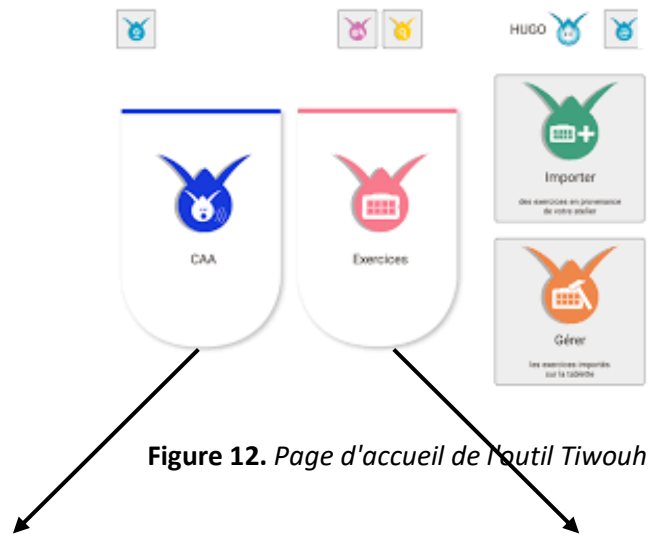 HUGO
CAA
Exercices
Importer
des exercices en provenance
de votre atelier
Gérer
les exercices importés
sur la tablette
Figure 12. Page d'accueil de l'outil Tiwouh